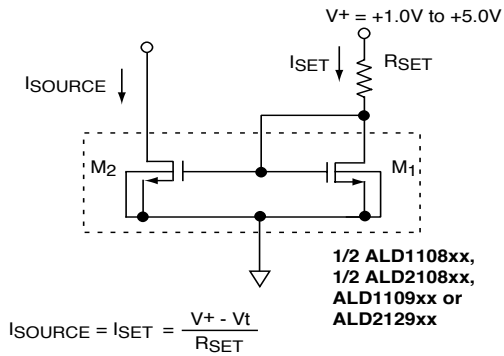 V+ = +1.0V to +5.0V
ISET
RSET
ISOURCE
M2
M1
1/2 ALD1108xx,
1/2 ALD2108xx,
ALD1109xx or
ALD2129xx
ISOURCE = ISET = V+ - Vt
RSET